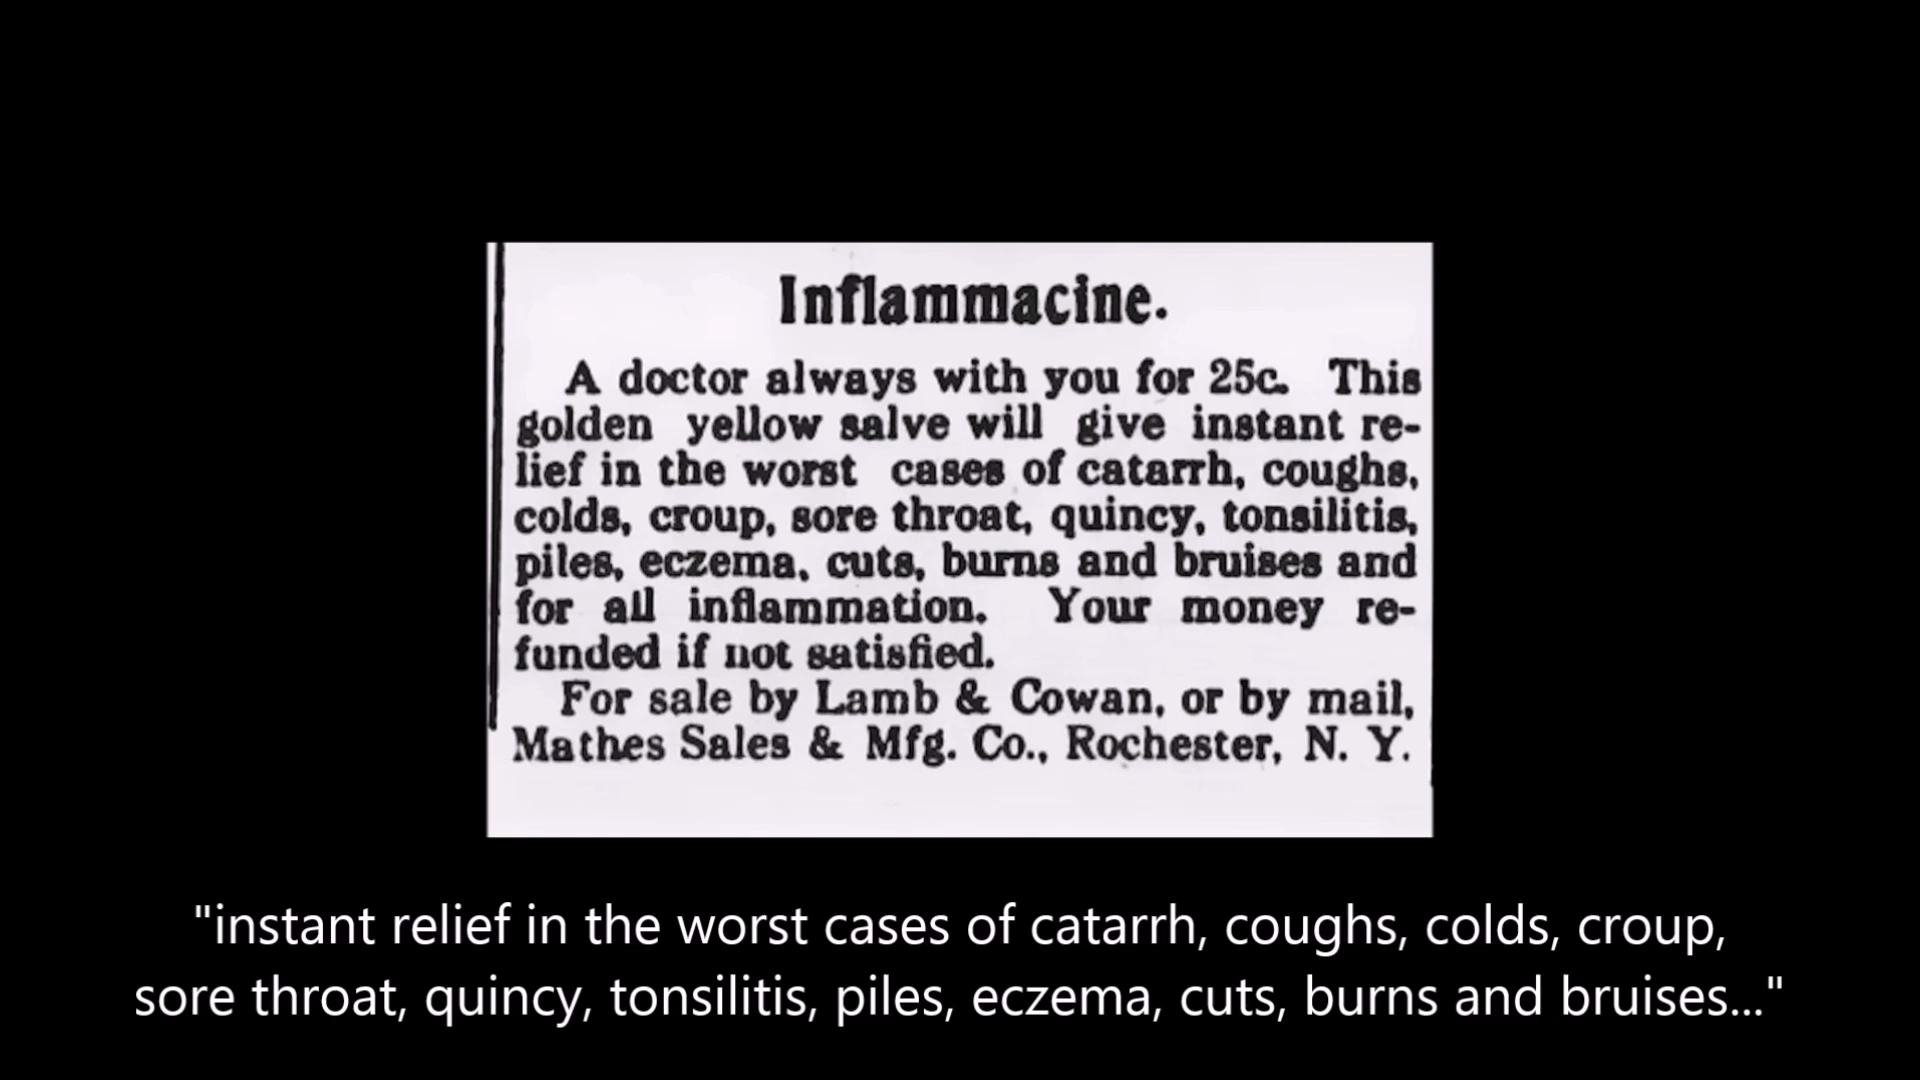 Inflammacine.
A doctor always with you for 25c. This
golden yellow salve will give instant re-
lief in the worst cases of catarrh, coughs,
colds, croup, sore throat, quincy, tonsilitis,
piles, eczema, cuts, burns and bruises and
for all inflammation. Your money re-
funded if not satisfied.
For sale by Lamb & Cowan, or by mail,
Mathes Sales & Mfg. Co., Rochester, N. Y.
"instant relief in the worst cases of catarrh, coughs, colds, croup,
sore throat, quincy, tonsilitis, piles, eczema, cuts, burns and bruises..."